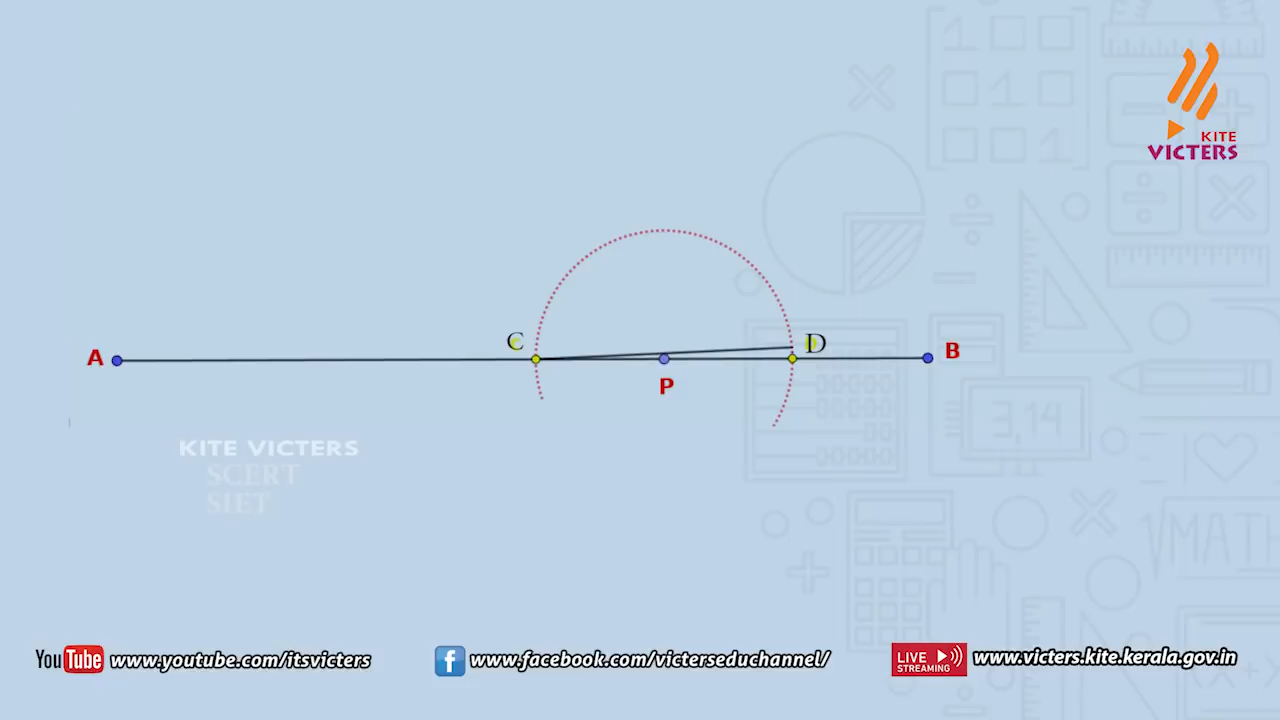 KITE
VICTERS
C
D
A
B
P
KITE VICTERS
SCERT
SIET
3,14
MATH
YouTube www.youtube.com/itsvicters
f www.facebook.com/victerseduchannel/
LIVE
STREAMING
www.victers.kite.kerala.gov.in